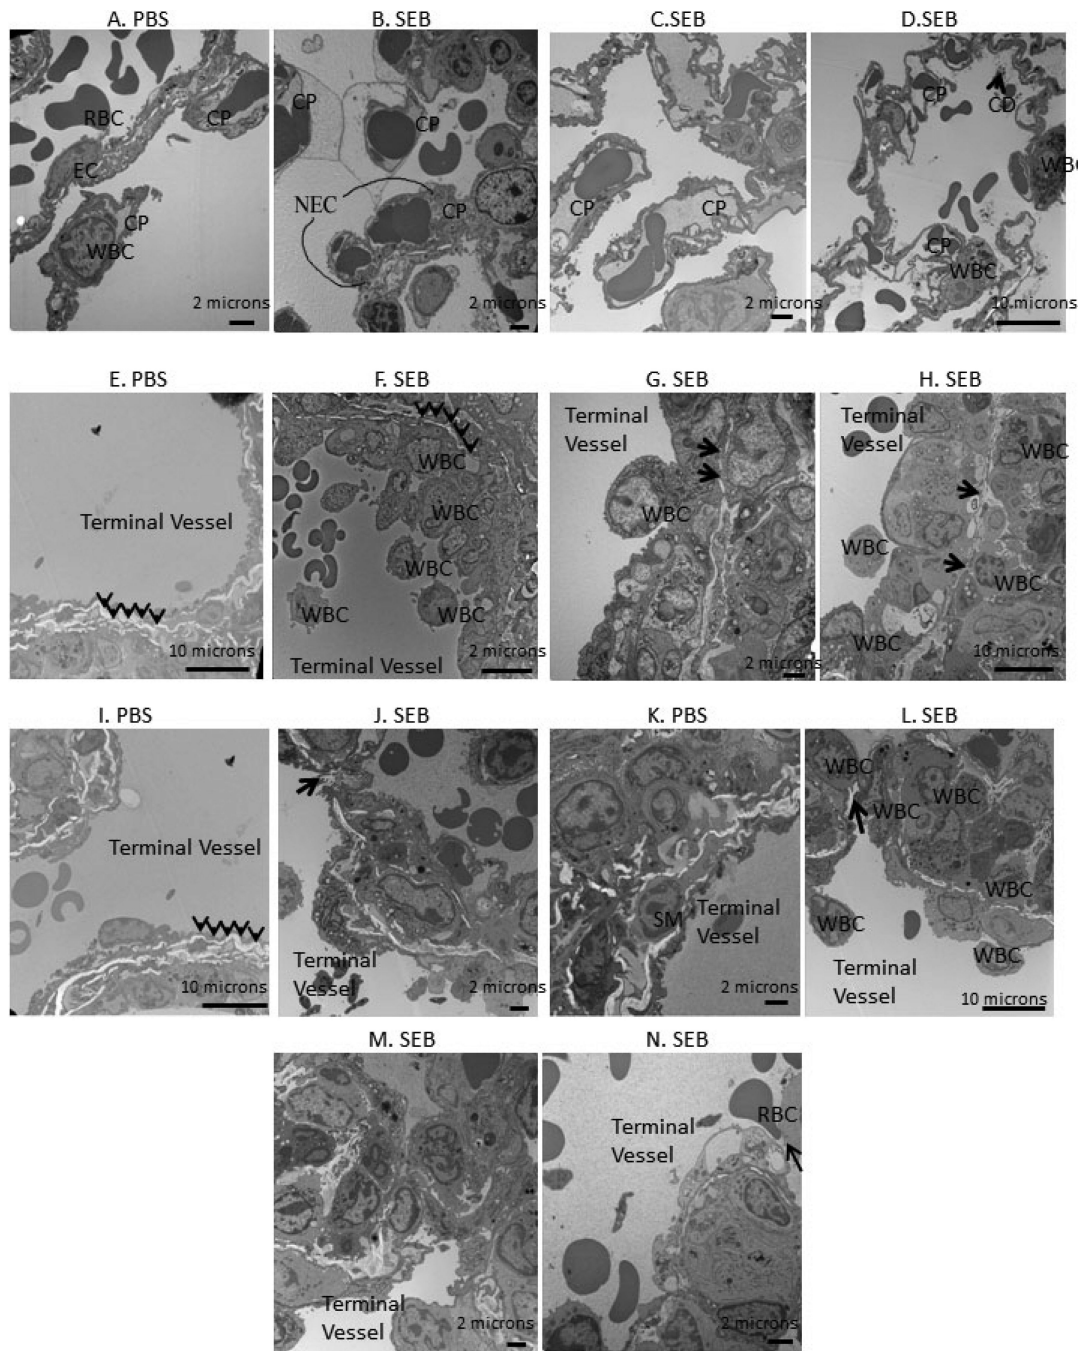 A. PBS
B. SEB
C.SEB
D.SEB
RBC
CP
EC
CP
WBC
2 microns
CP
CP
NEC
CP
2 microns
CP
CP
2 microns
CP
CD
WBC
CP
WBC
10 microns
E. PBS
F. SEB
G. SEB
H. SEB
Terminal Vessel
10 microns
WBC
WBC
WBC
WBC
WBC
Terminal Vessel
2 microns
Terminal
Vessel
WBC
2 microns
Terminal
Vessel
WBC
WBC
WBC
WBC
10 microns
I. PBS
J. SEB
K. PBS
L. SEB
Terminal Vessel
10 microns
Terminal
Vessel
2 microns
SM
Terminal
Vessel
2 microns
WBC
WBC
WBC
WBC
WBC
WBC
Terminal
Vessel
10 microns
M. SEB
N. SEB
Terminal
Vessel
2 microns
RBC
Terminal
Vessel
2 microns